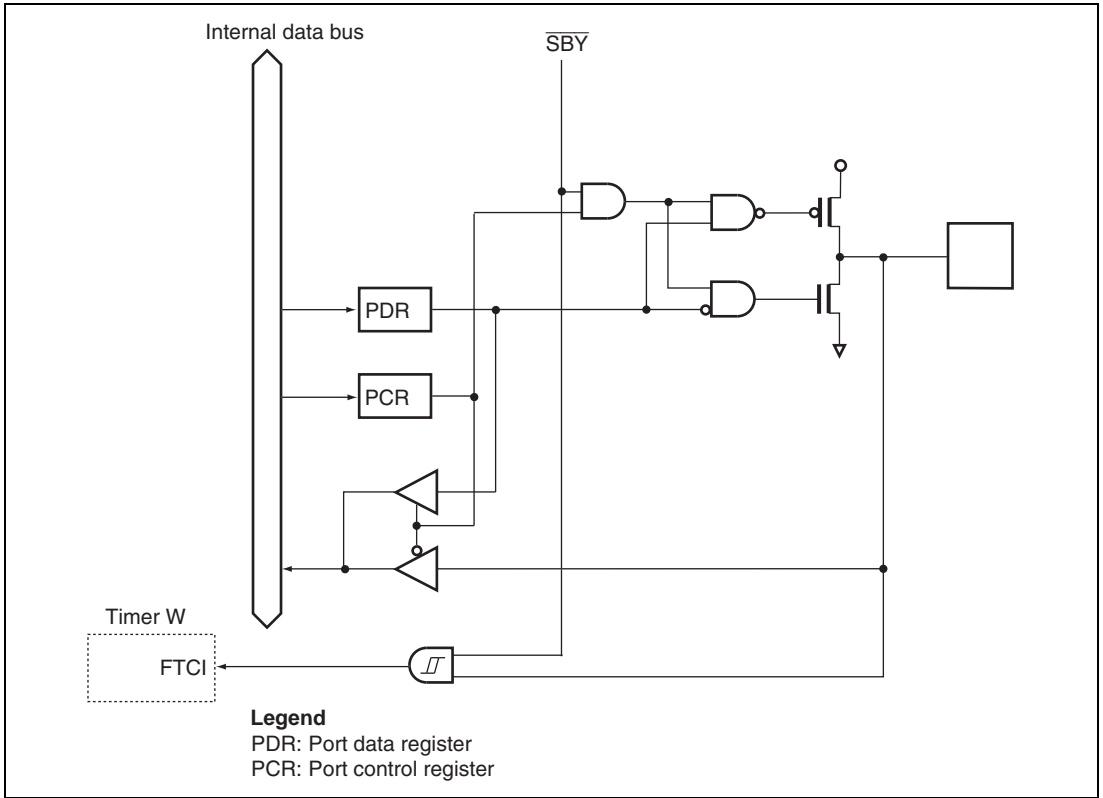 Internal data bus
SBY
PDR
PCR
Timer W
FTCI
Legend
PDR: Port data register
PCR: Port control register